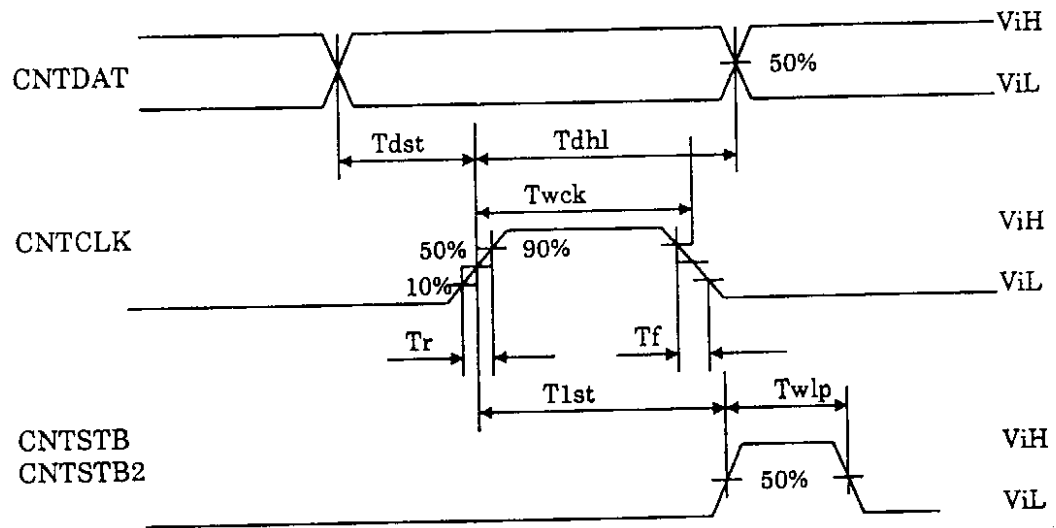 ViH
CNTDAT
50%
ViL
Tdst
Tdhl
Twck
ViH
CNTCLK
50%
90%
10%
ViL
Tr
Tf
T1st
Twlp
CNTSTB
ViH
CNTSTB2
50%
ViL